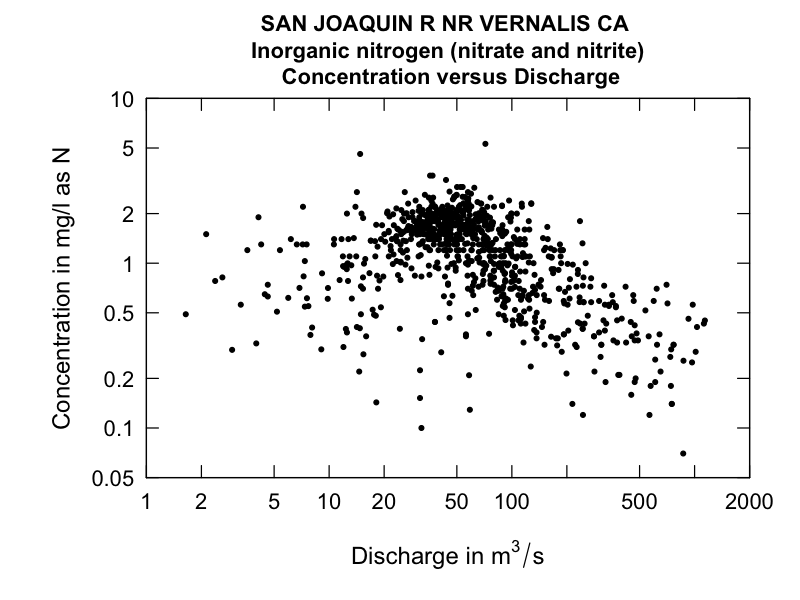 SAN JOAQUIN R NR VERNALIS CA
Inorganic nitrogen (nitrate and nitrite)
Concentration versus Discharge
Concentration in mg/l as N
10
5
2
1
0.5
0.2
0.1
0.05
1 2 5 10 20 50 100 500 2000
Discharge in m³/s